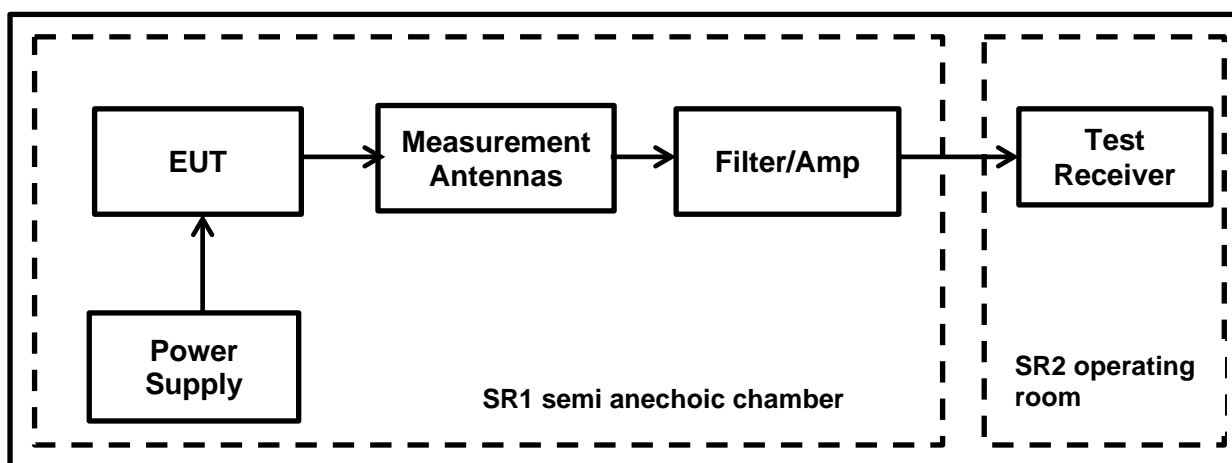 EUT
Measurement
Antennas
Filter/Amp
Test
Receiver
Power
Supply
SR1 semi anechoic chamber
SR2 operating
room